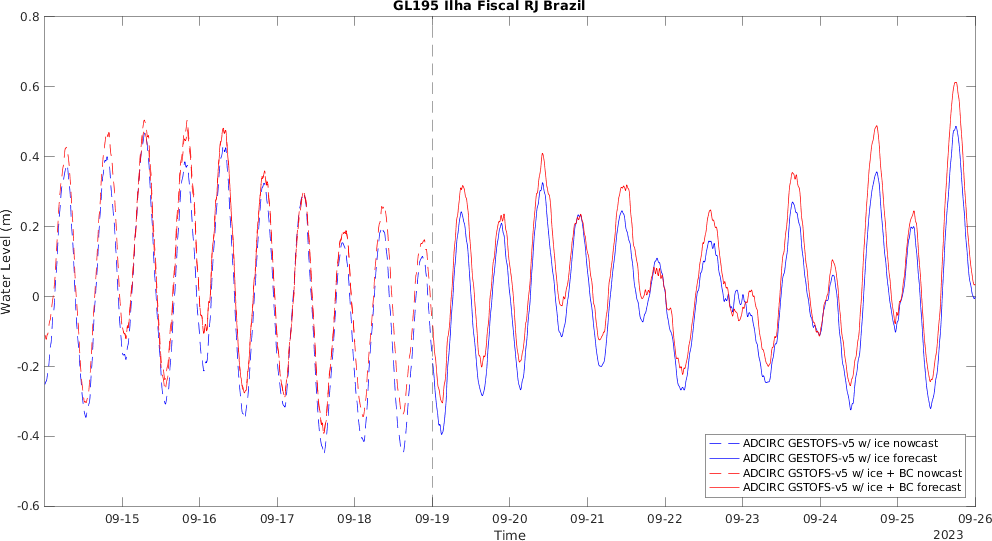 GL195 Ilha Fiscal RJ Brazil
0.8
0.6
0.4
0.2
0
-0.2
-0.4
-0.6
Water Level (m)
ADCIRC GESTOFS-v5 w/ ice nowcast
ADCIRC GESTOFS-v5 w/ ice forecast
ADCIRC GSTOFS-v5 w/ ice + BC nowcast
ADCIRC GSTOFS-v5 w/ ice + BC forecast
09-15 09-16 09-17 09-18 09-19 09-20 09-21 09-22 09-23 09-24 09-25 09-26
Time
2023